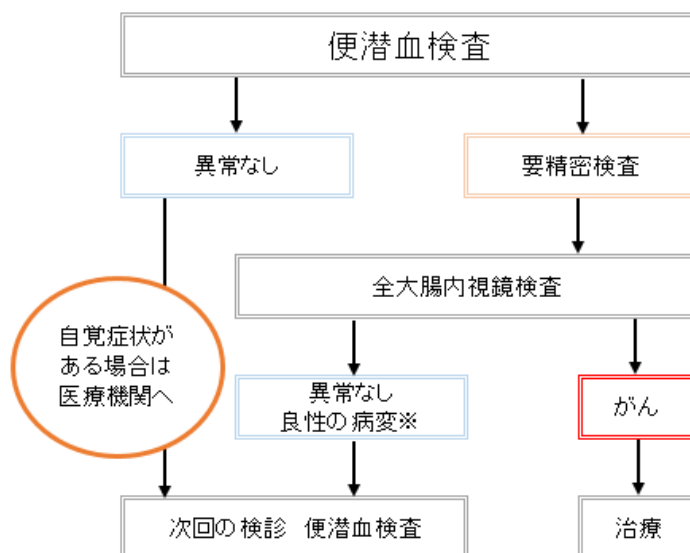 便潜血検査
異常なし
要精密検査
全大腸内視鏡検査
自覚症状が
ある場合は
医療機関へ
異常なし
良性の病変※
がん
次回の検診 便潜血検査
治療